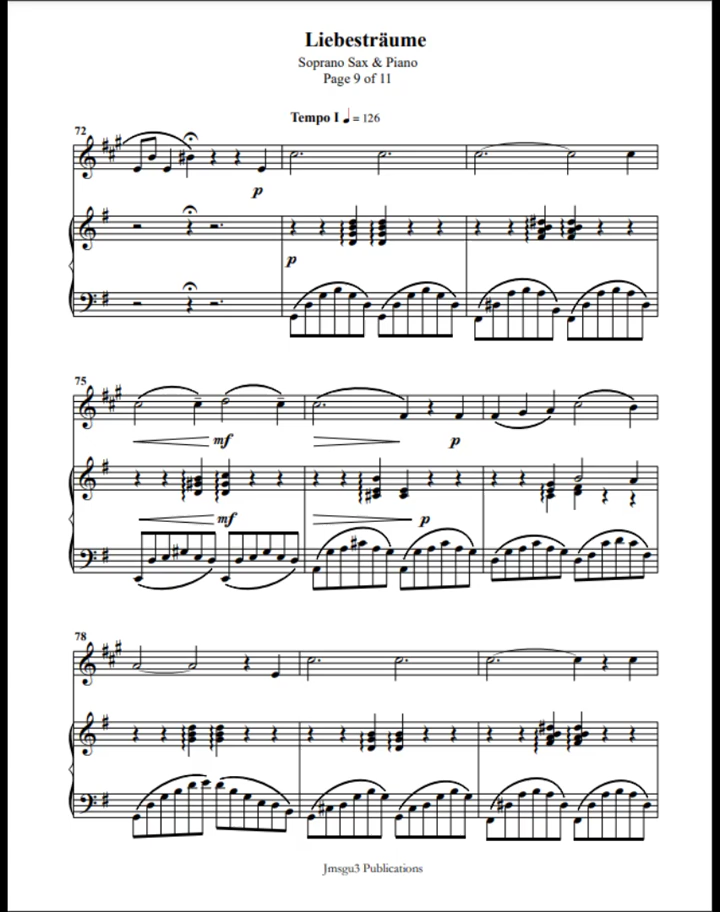 Liebesträume
Soprano Sax & Piano
Page 9 of 11
Tempo I ♩ = 126
72
p
p
75
mf
p
mf
p
78
Jmsgu3 Publications